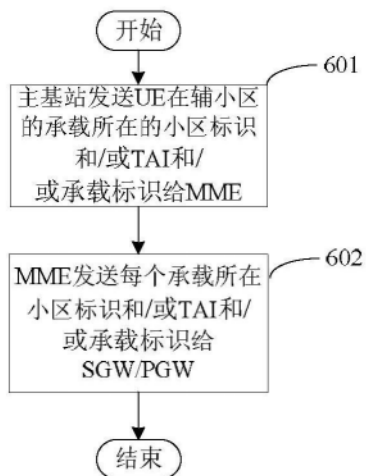 开始
601
主基站发送UE在辅小区
的承载所在的小区标识
和/或TAI和/
或承载标识给MME
602
MME发送每个承载所在
小区标识和/或TAI和/
或承载标识给
SGW/PGW
结束